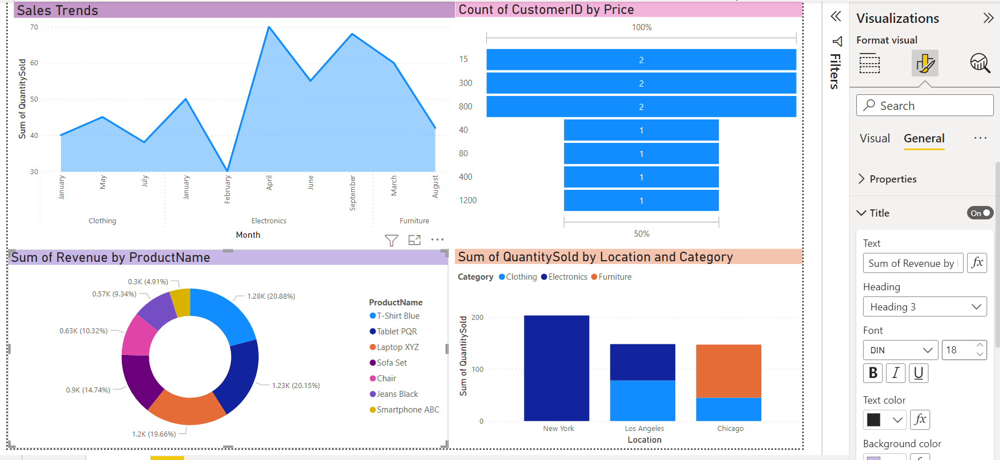 Sales Trends
70
60
50
40
30
Sum of QuantitySold
January
May
July
January
February
April
June
September
March
August
Clothing
Electronics
Furniture
Month
Count of CustomerID by Price
100%
15
2
300
2
800
2
40
1
80
1
400
1
1200
1
50%
Sum of Revenue by ProductName
0.3K (4.91%)
0.57K (9.34%)
1.28K (20.88%)
0.63K (10.32%)
0.9K (14.74%)
1.23K (20.15%)
1.2K (19.66%)
ProductName
T-Shirt Blue
Tablet PQR
Laptop XYZ
Sofa Set
Chair
Jeans Black
Smartphone ABC
Sum of QuantitySold by Location and Category
Category Clothing Electronics Furniture
200
100
0
Sum of QuantitySold
New York
Los Angeles
Chicago
Location
Filters
Visualizations
Format visual
Search
Visual General
Properties
Title On
Text
Sum of Revenue by
fx
Heading
Heading 3
Font
DIN 18
B I U
Text color
fx
Background color